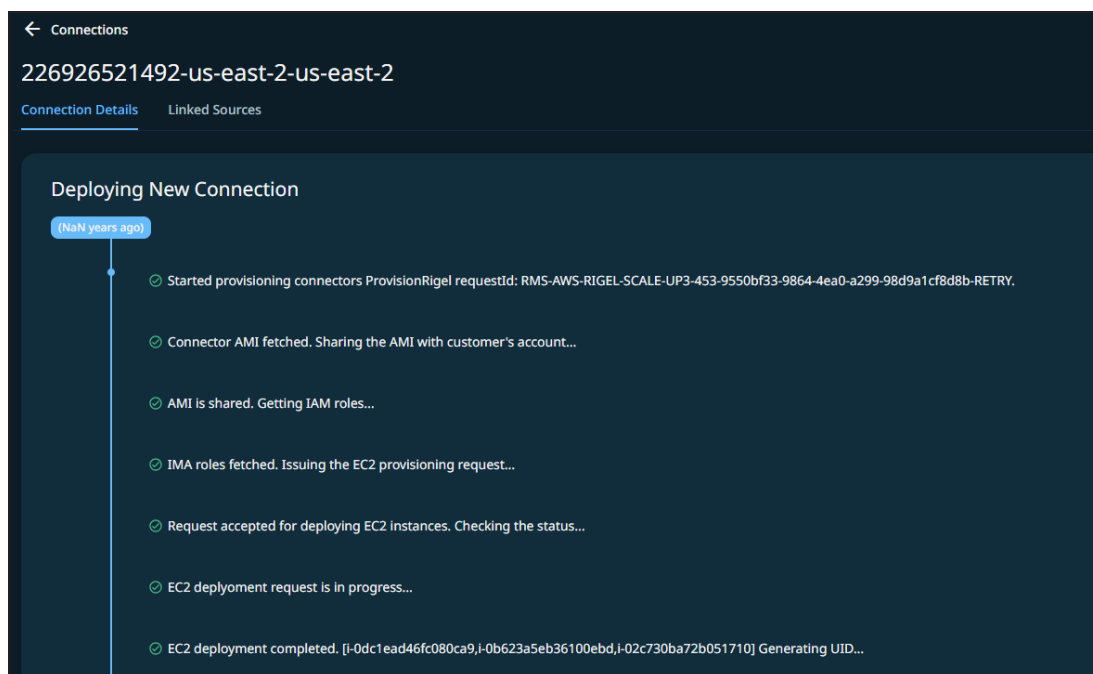 Connections
226926521492-us-east-2-us-east-2
Connection Details
Linked Sources
Deploying New Connection
(NaN years ago)
Started provisioning connectors ProvisionRigel requestId: RMS-AWS-RIGEL-SCALE-UP3-453-9550bf33-9864-4ea0-a299-98d9a1cf8d8b-RETRY.
Connector AMI fetched. Sharing the AMI with customer's account...
AMI is shared. Getting IAM roles...
IMA roles fetched. Issuing the EC2 provisioning request...
Request accepted for deploying EC2 instances. Checking the status...
EC2 deplyoment request is in progress...
EC2 deployment completed. [i-0dc1ead46fc080ca9,i-0b623a5eb36100ebd,i-02c730ba72b051710] Generating UID...